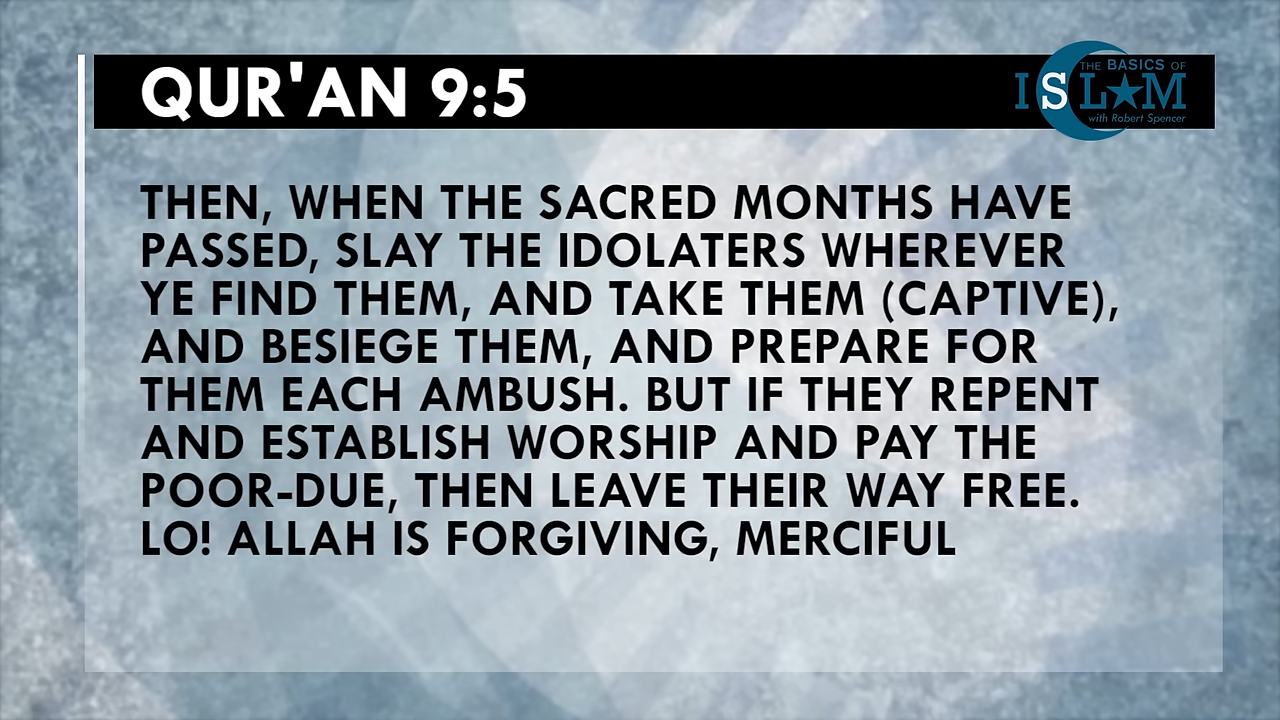 QUR'AN 9:5
THE BASICS OF
ISL★M
with Robert Spencer
THEN, WHEN THE SACRED MONTHS HAVE
PASSED, SLAY THE IDOLATERS WHEREVER
YE FIND THEM, AND TAKE THEM (CAPTIVE),
AND BESIEGE THEM, AND PREPARE FOR
THEM EACH AMBUSH. BUT IF THEY REPENT
AND ESTABLISH WORSHIP AND PAY THE
POOR-DUE, THEN LEAVE THEIR WAY FREE.
LO! ALLAH IS FORGIVING, MERCIFUL